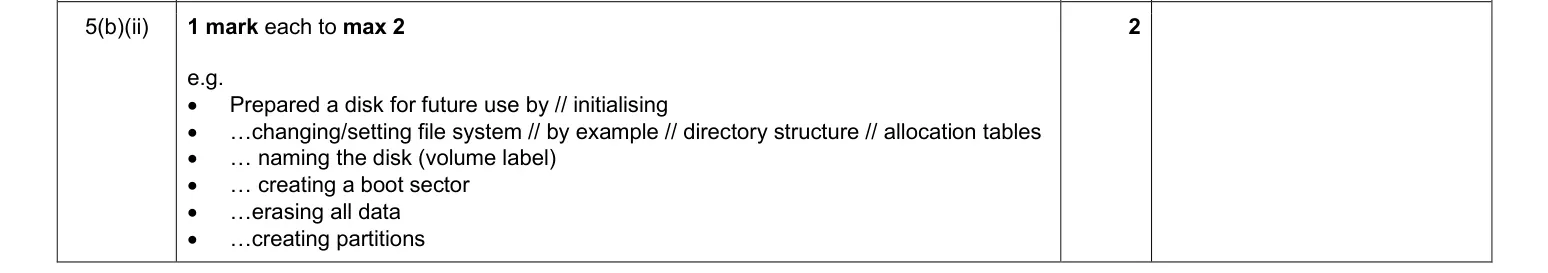 5(b)(ii) 1 mark each to max 2 2
e.g.
• Prepared a disk for future use by // initialising
• …changing/setting file system // by example // directory structure // allocation tables
• … naming the disk (volume label)
• … creating a boot sector
• …erasing all data
• …creating partitions